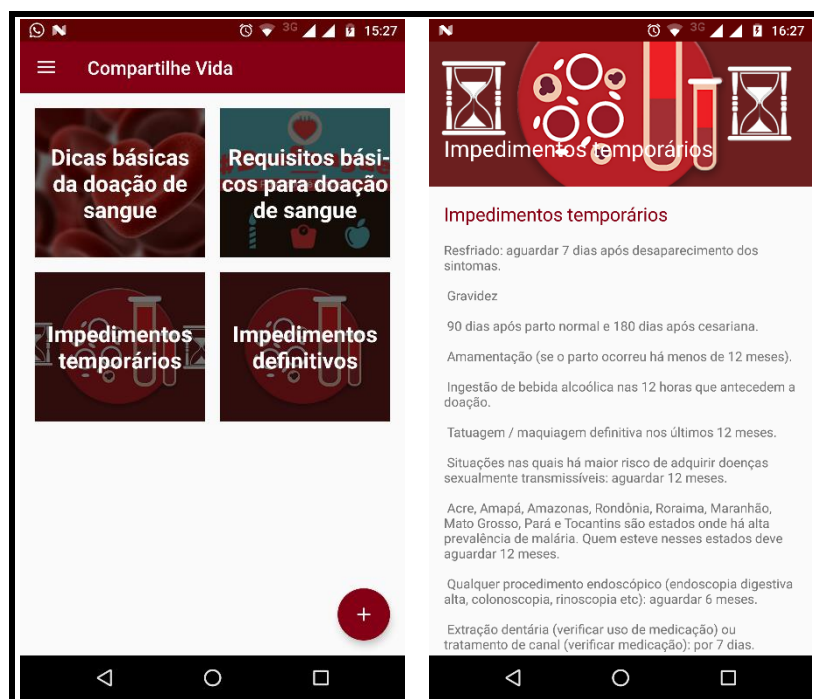 3G 15:27
Compartilhe Vida
Dicas básicas
da doação de
sangue
Requisitos bási-
cos para doação
de sangue
Impedimentos
temporários
Impedimentos
definitivos
+
3G 16:27
Impedimentos temporários
Impedimentos temporários
Resfriado: aguardar 7 dias após desaparecimento dos
sintomas.
Gravidez
90 dias após parto normal e 180 dias após cesariana.
Amamentação (se o parto ocorreu há menos de 12 meses).
Ingestão de bebida alcoólica nas 12 horas que antecedem a
doação.
Tatuagem / maquiagem definitiva nos últimos 12 meses.
Situações nas quais há maior risco de adquirir doenças
sexualmente transmissíveis: aguardar 12 meses.
Acre, Amapá, Amazonas, Rondônia, Roraima, Maranhão,
Mato Grosso, Pará e Tocantins são estados onde há alta
prevalência de malária. Quem esteve nesses estados deve
aguardar 12 meses.
Qualquer procedimento endoscópico (endoscopia digestiva
alta, colonoscopia, rinoscopia etc): aguardar 6 meses.
Extração dentária (verificar uso de medicação) ou
tratamento de canal (verificar medicação): por 7 dias.